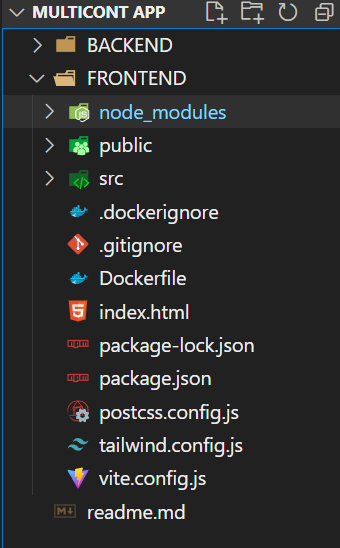 MULTICONT APP
BACKEND
FRONTEND
node_modules
public
src
.dockerignore
.gitignore
Dockerfile
index.html
package-lock.json
package.json
postcss.config.js
tailwind.config.js
vite.config.js
readme.md